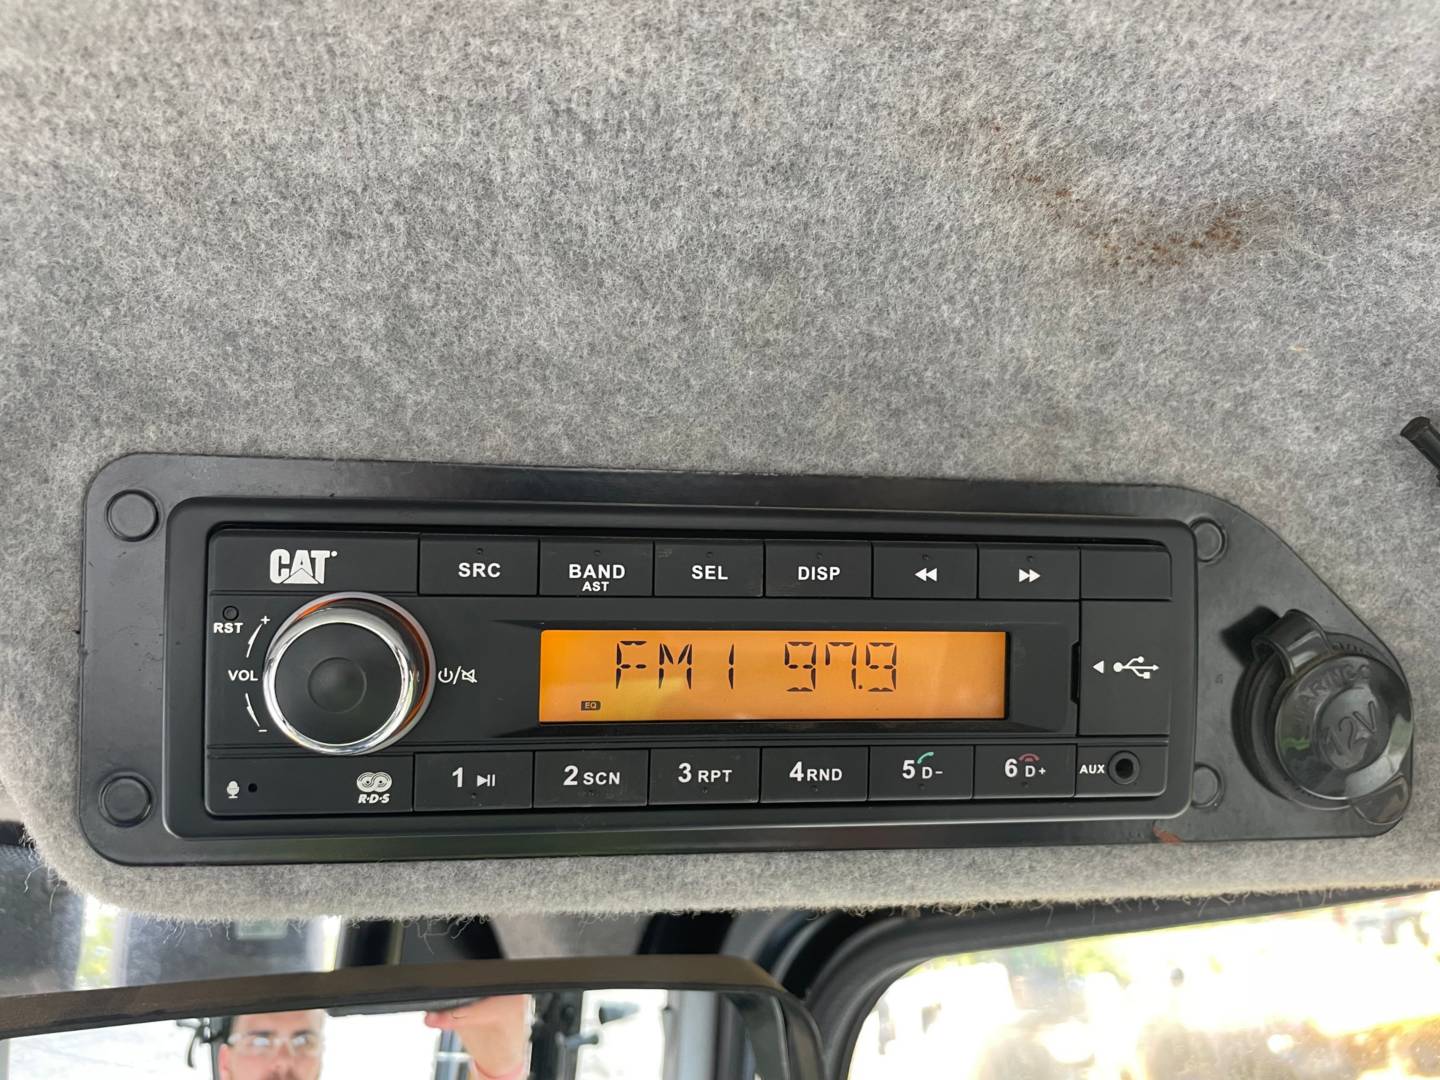 CAT
SRC
BAND
AST
SEL
DISP
RST
+
VOL
-
FM1 97.9
EQ
R·D·S
1
2 SCN
3 RPT
4 RND
5 D-
6 D+
AUX
MARINCO
12V